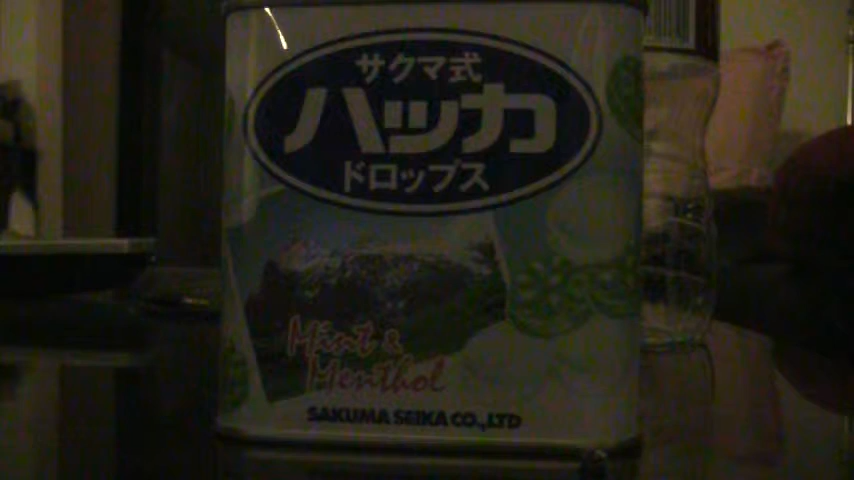 サクマ式
ハッカ
ドロップス
Mint &
Menthol
SAKUMA SEIKA CO.,LTD